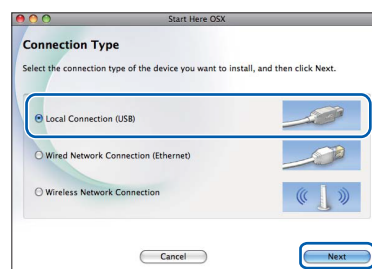 Start Here OSX
Connection Type
Select the connection type of the device you want to install, and then click Next.
Local Connection (USB)
Wired Network Connection (Ethernet)
Wireless Network Connection
Cancel
Next